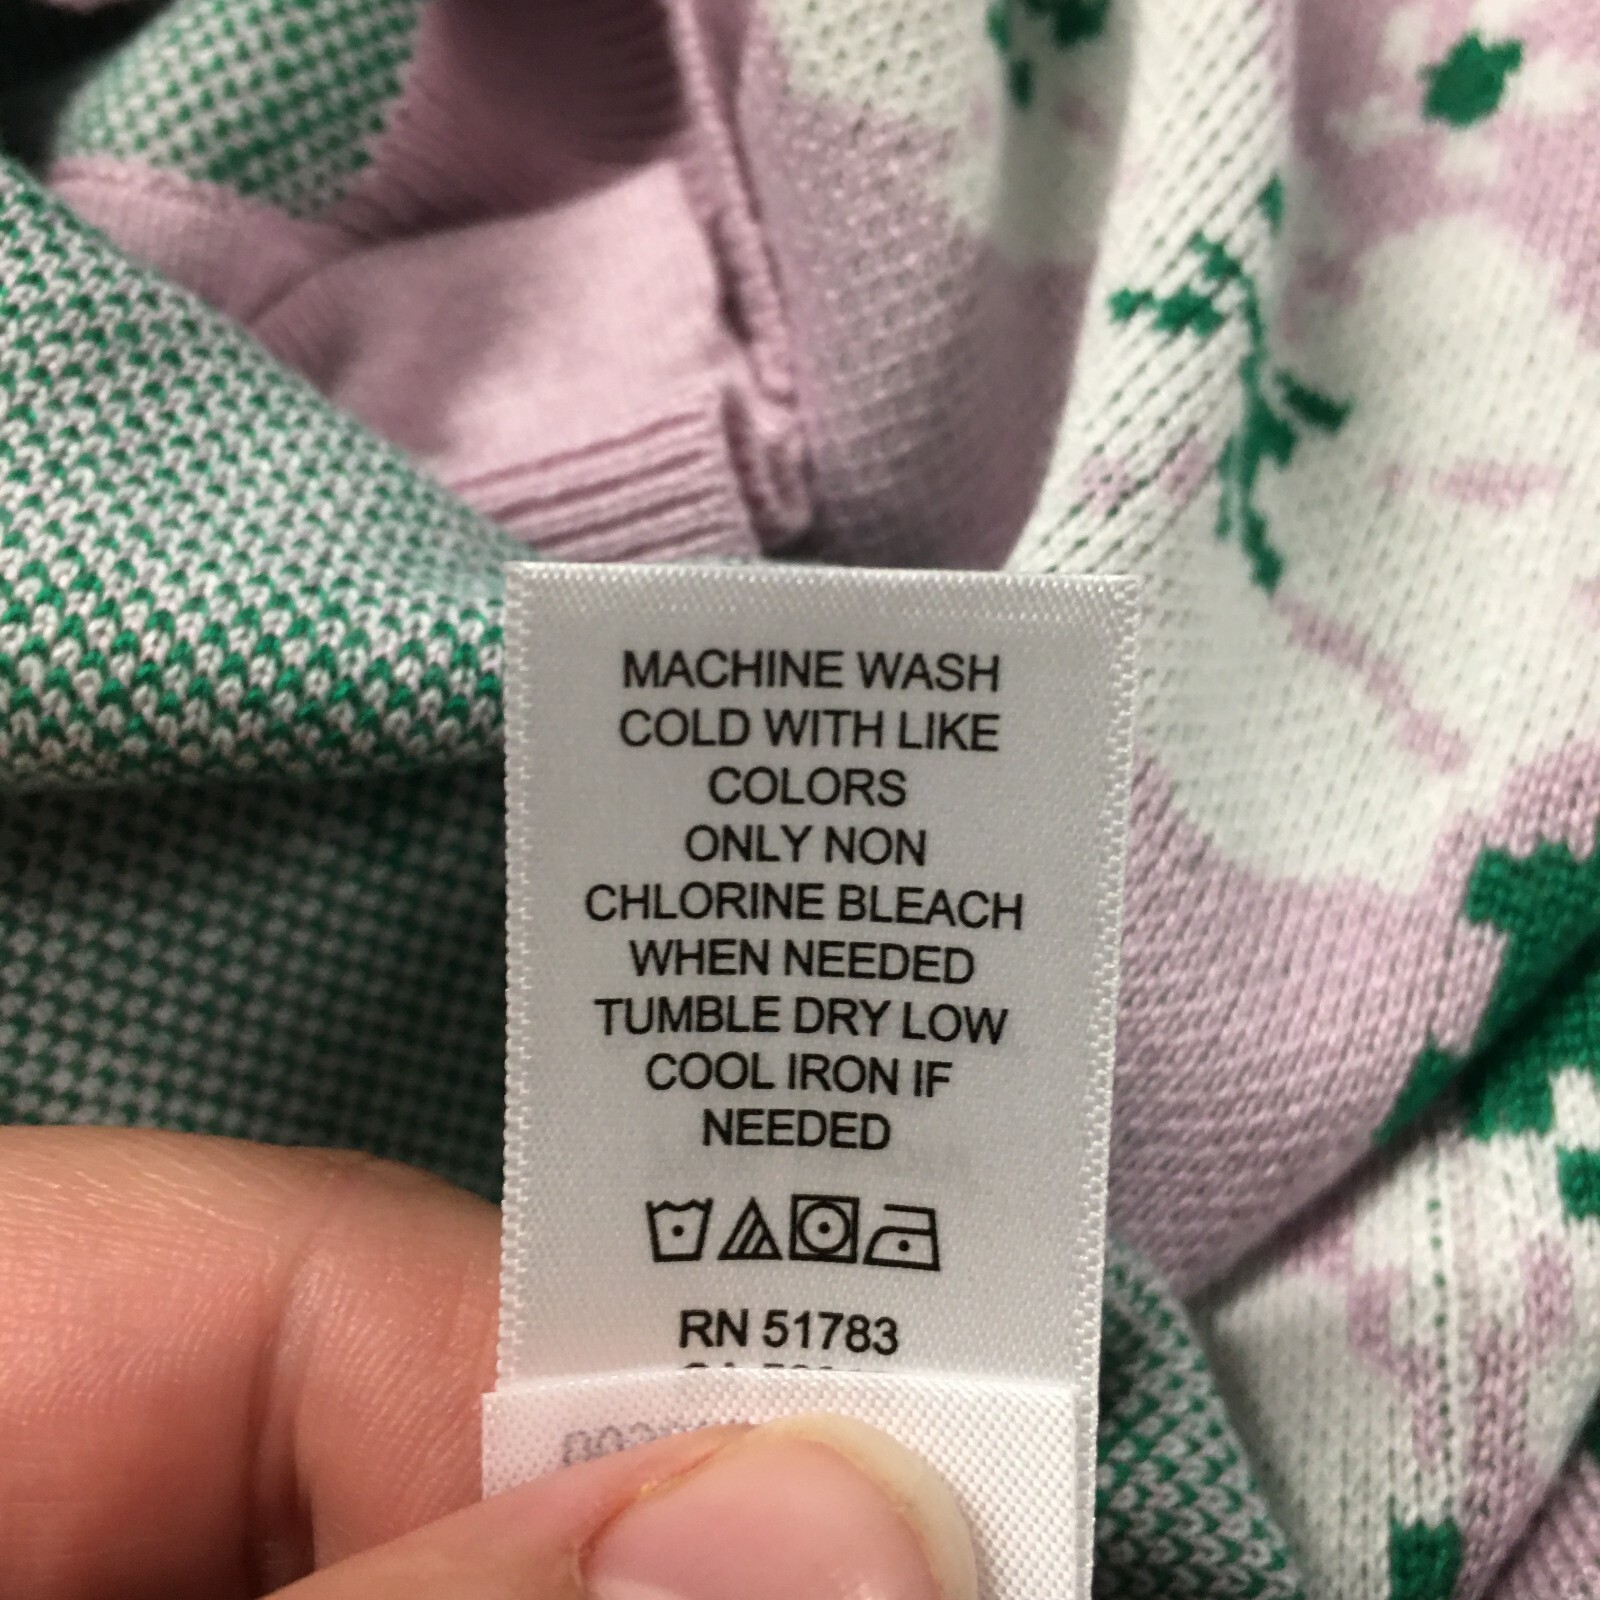 MACHINE WASH
COLD WITH LIKE
COLORS
ONLY NON
CHLORINE BLEACH
WHEN NEEDED
TUMBLE DRY LOW
COOL IRON IF
NEEDED
RN 51783